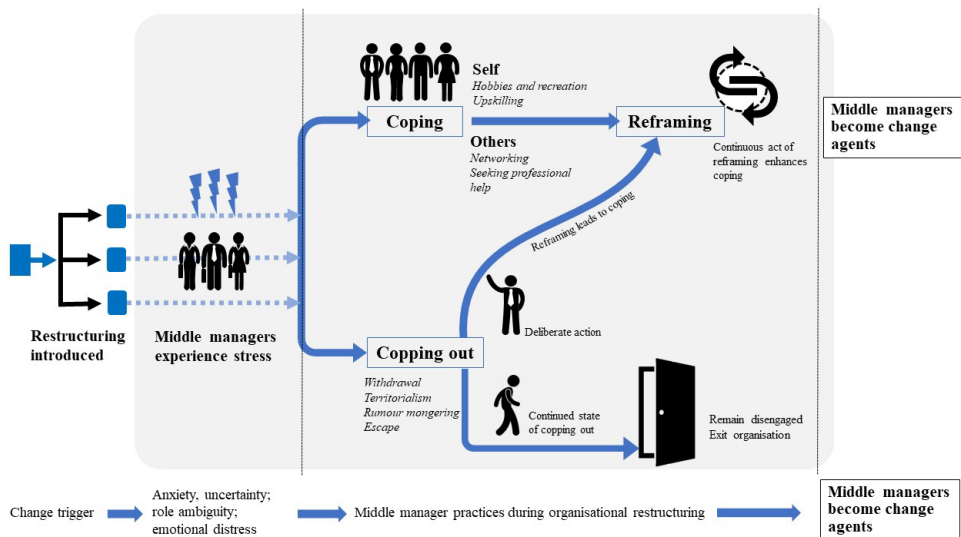 Self
Hobbies and recreation
Upskilling
Coping
Reframing
Others
Networking
Seeking professional
help
Continuous act of
reframing enhances
coping
Middle managers
become change
agents
Reframing leads to coping
Restructuring
introduced
Middle managers
experience stress
Deliberate action
Copping out
Withdrawal
Territorialism
Rumour mongering
Escape
Continued state
of copping out
Remain disengaged
Exit organisation
Change trigger
Anxiety, uncertainty;
role ambiguity;
emotional distress
Middle manager practices during organisational restructuring
Middle managers
become change
agents